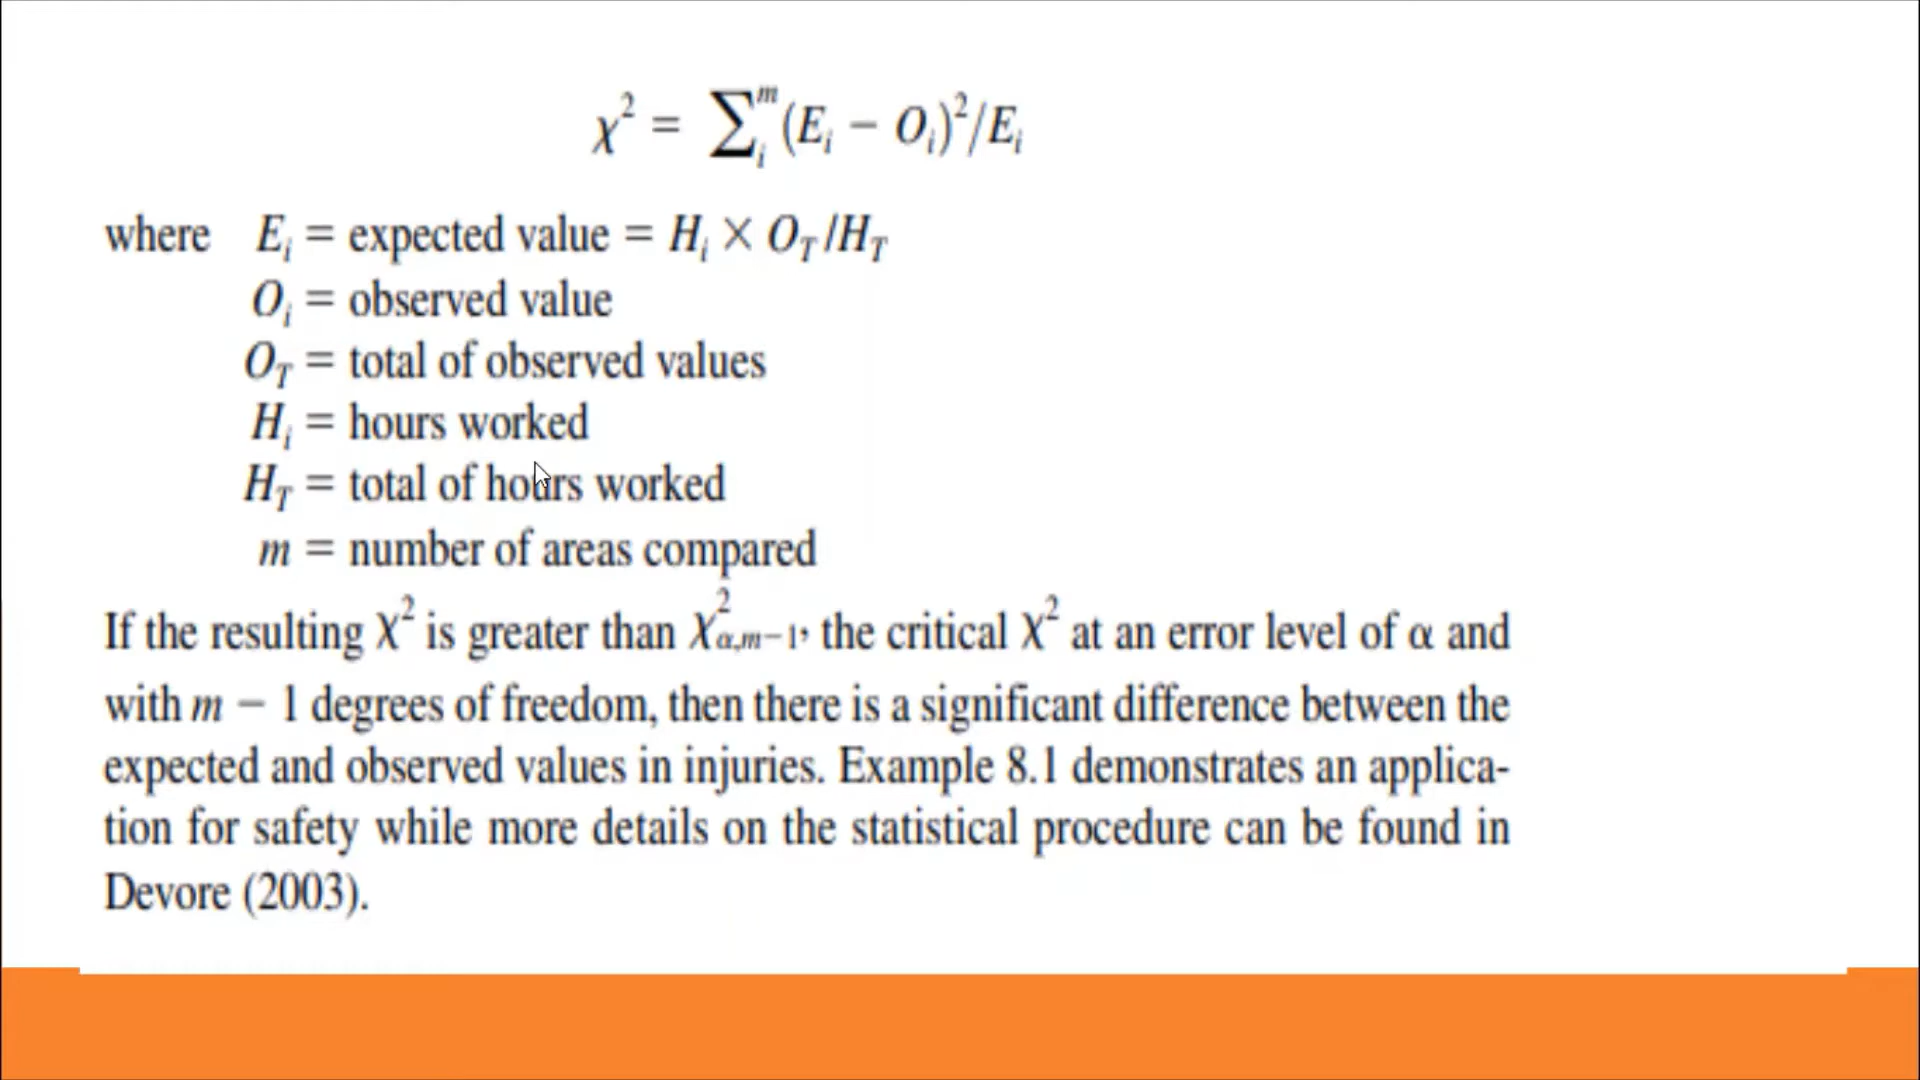 χ² = Σᵢᵐ (Eᵢ − Oᵢ)²/Eᵢ
where Eᵢ = expected value = Hᵢ × O_T/H_T
Oᵢ = observed value
O_T = total of observed values
Hᵢ = hours worked
H_T = total of hours worked
m = number of areas compared
If the resulting χ² is greater than χ²_α,m−1, the critical χ² at an error level of α and
with m − 1 degrees of freedom, then there is a significant difference between the
expected and observed values in injuries. Example 8.1 demonstrates an applica-
tion for safety while more details on the statistical procedure can be found in
Devore (2003).